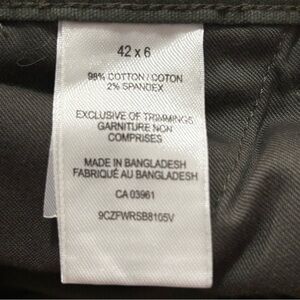 42 x 6
98% COTTON / COTON
2% SPANDEX
EXCLUSIVE OF TRIMMINGS
GARNITURE NON
COMPRISES
MADE IN BANGLADESH
FABRIQUÉ AU BANGLADESH
CA 03961
9CZFWRSB8105V